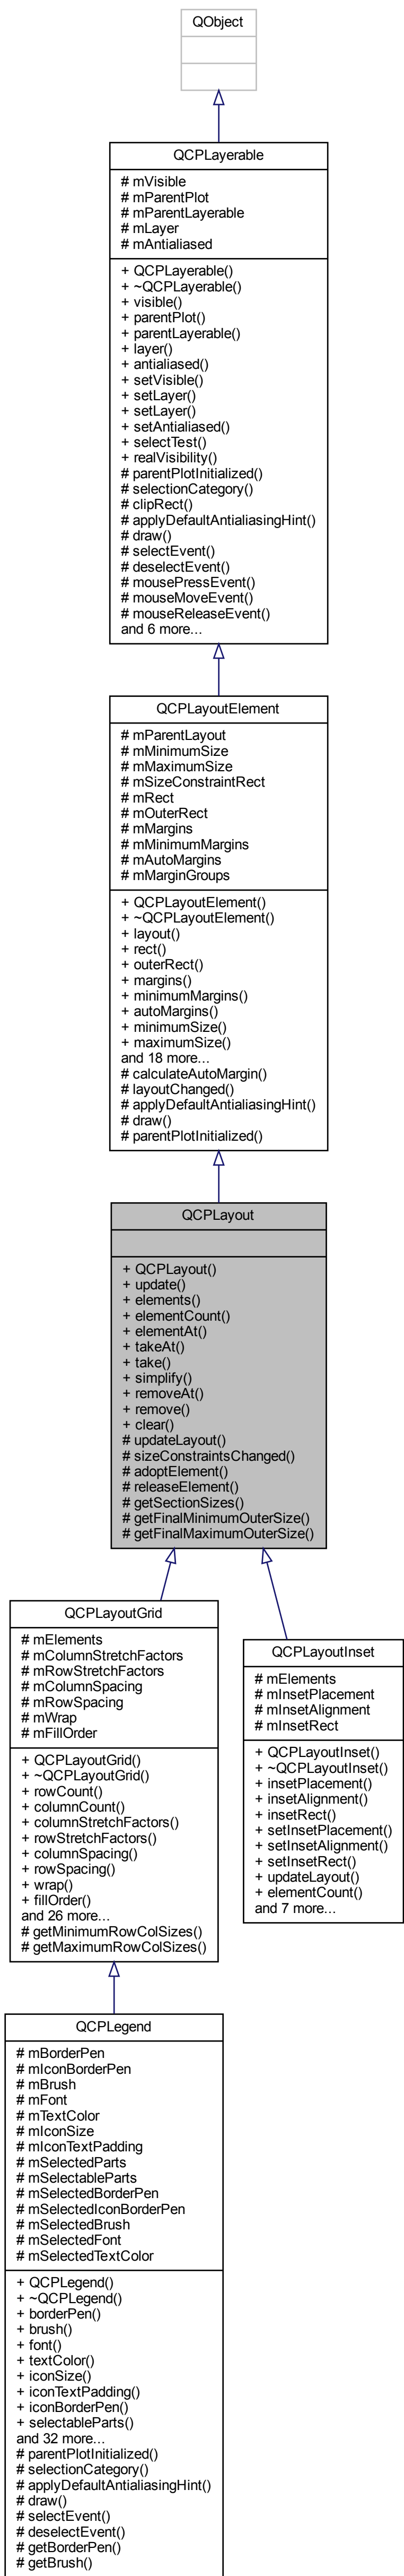 QObject
QCPLayerable
# mVisible
# mParentPlot
# mParentLayerable
# mLayer
# mAntialiased
+ QCPLayerable()
+ ~QCPLayerable()
+ visible()
+ parentPlot()
+ parentLayerable()
+ layer()
+ antialiased()
+ setVisible()
+ setLayer()
+ setLayer()
+ setAntialiased()
+ selectTest()
+ realVisibility()
# parentPlotInitialized()
# selectionCategory()
# clipRect()
# applyDefaultAntialiasingHint()
# draw()
# selectEvent()
# deselectEvent()
# mousePressEvent()
# mouseMoveEvent()
# mouseReleaseEvent()
and 6 more...
QCPLayoutElement
# mParentLayout
# mMinimumSize
# mMaximumSize
# mSizeConstraintRect
# mRect
# mOuterRect
# mMargins
# mMinimumMargins
# mAutoMargins
# mMarginGroups
+ QCPLayoutElement()
+ ~QCPLayoutElement()
+ layout()
+ rect()
+ outerRect()
+ margins()
+ minimumMargins()
+ autoMargins()
+ minimumSize()
+ maximumSize()
and 18 more...
# calculateAutoMargin()
# layoutChanged()
# applyDefaultAntialiasingHint()
# draw()
# parentPlotInitialized()
QCPLayout
+ QCPLayout()
+ update()
+ elements()
+ elementCount()
+ elementAt()
+ takeAt()
+ take()
+ simplify()
+ removeAt()
+ remove()
+ clear()
# updateLayout()
# sizeConstraintsChanged()
# adoptElement()
# releaseElement()
# getSectionSizes()
# getFinalMinimumOuterSize()
# getFinalMaximumOuterSize()
QCPLayoutGrid
# mElements
# mColumnStretchFactors
# mRowStretchFactors
# mColumnSpacing
# mRowSpacing
# mWrap
# mFillOrder
+ QCPLayoutGrid()
+ ~QCPLayoutGrid()
+ rowCount()
+ columnCount()
+ columnStretchFactors()
+ rowStretchFactors()
+ columnSpacing()
+ rowSpacing()
+ wrap()
+ fillOrder()
and 26 more...
# getMinimumRowColSizes()
# getMaximumRowColSizes()
QCPLayoutInset
# mElements
# mInsetPlacement
# mInsetAlignment
# mInsetRect
+ QCPLayoutInset()
+ ~QCPLayoutInset()
+ insetPlacement()
+ insetAlignment()
+ insetRect()
+ setInsetPlacement()
+ setInsetAlignment()
+ setInsetRect()
+ updateLayout()
+ elementCount()
and 7 more...
QCPLegend
# mBorderPen
# mIconBorderPen
# mBrush
# mFont
# mTextColor
# mIconSize
# mIconTextPadding
# mSelectedParts
# mSelectableParts
# mSelectedBorderPen
# mSelectedIconBorderPen
# mSelectedBrush
# mSelectedFont
# mSelectedTextColor
+ QCPLegend()
+ ~QCPLegend()
+ borderPen()
+ brush()
+ font()
+ textColor()
+ iconSize()
+ iconTextPadding()
+ iconBorderPen()
+ selectableParts()
and 32 more...
# parentPlotInitialized()
# selectionCategory()
# applyDefaultAntialiasingHint()
# draw()
# selectEvent()
# deselectEvent()
# getBorderPen()
# getBrush()